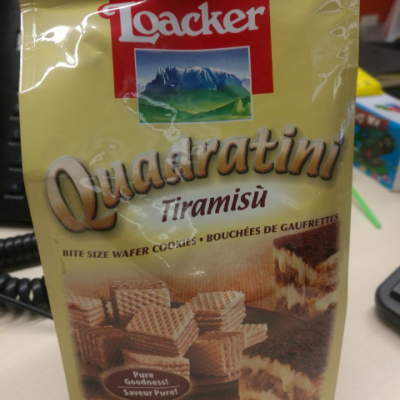 Loacker
Quadratini
Tiramisù
BITE SIZE WAFER COOKIES • BOUCHÉES DE GAUFRETTES
Pure
Goodness!
Saveur Pure!